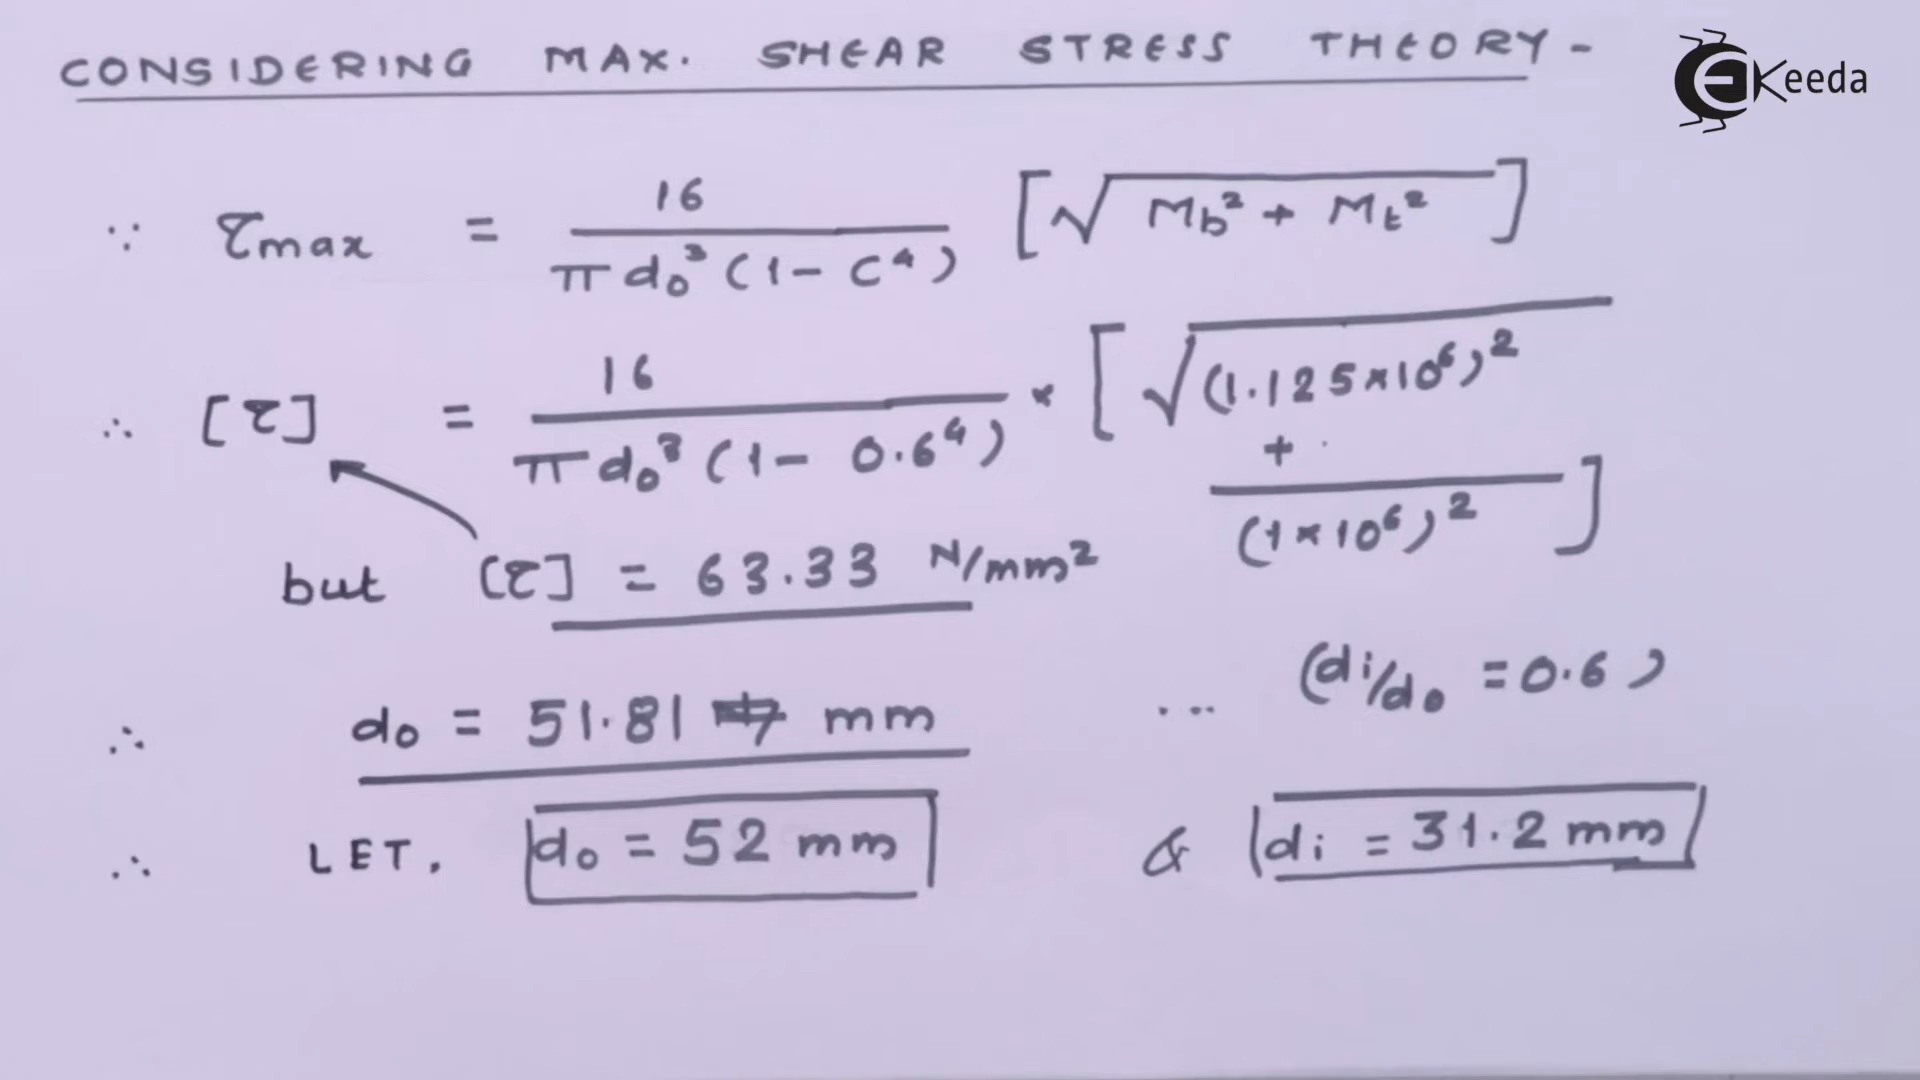 CONSIDERING MAX. SHEAR STRESS THEORY -
Keeda
∵ τmax = 16 / π do³ (1 - C⁴) [√ Mb² + Mt² ]
∴ [τ] = 16 / π do³ (1 - 0.6⁴) × [√ (1.125×10⁶)² + (1×10⁶)² ]
but [τ] = 63.33 N/mm²
∴ do = 51.81 mm ... (di/do = 0.6)
∴ LET, do = 52 mm & di = 31.2 mm